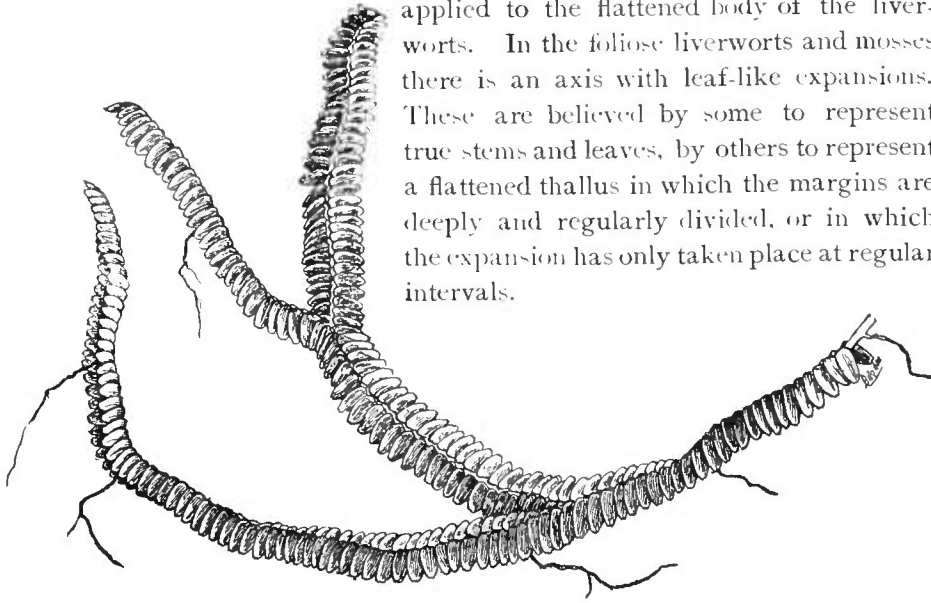 applied to the flattened body of the liver-
worts. In the foliose liverworts and mosses
there is an axis with leaf-like expansions.
These are believed by some to represent
true stems and leaves, by others to represent
a flattened thallus in which the margins are
deeply and regularly divided, or in which
the expansion has only taken place at regular
intervals.